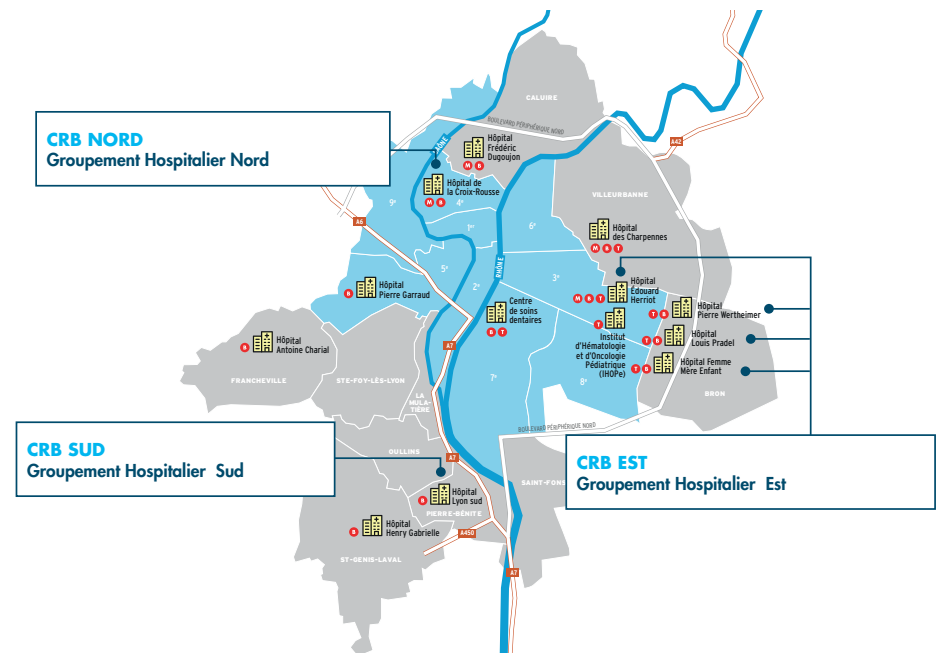 CALUIRE
BOULEVARD PÉRIPHÉRIQUE NORD
CRB NORD
Groupement Hospitalier Nord
A42
Hôpital
Frédéric
Dugoujon
M B
Hôpital de
la Croix-Rousse
M B
VILLEURBANNE
9e
4e
1er
6e
A6
Hôpital
des Charpennes
M B T
5e
2e
RHÔNE
3e
Hôpital
Pierre Garraud
B
Hôpital
Édouard
Herriot
M B T
Centre
de soins
dentaires
B T
Hôpital
Pierre Wertheimer
T B
T
Institut
d'Hématologie
et d'Oncologie
Pédiatrique
(IHOPe)
Hôpital
Louis Pradel
T B
Hôpital Femme
Mère Enfant
T B
Hôpital
Antoine Charial
B
A7
FRANCHEVILLE
STE-FOY-LÈS-LYON
LA
MULA-
TIÈRE
7e
8e
BRON
BOULEVARD PÉRIPHÉRIQUE NORD
CRB SUD
Groupement Hospitalier Sud
OULLINS
A7
CRB EST
Groupement Hospitalier Est
SAINT-FONS
Hôpital
Lyon sud
B
PIERRE-BÉNITE
Hôpital
Henry Gabrielle
B
A450
ST-GENIS-LAVAL
A7